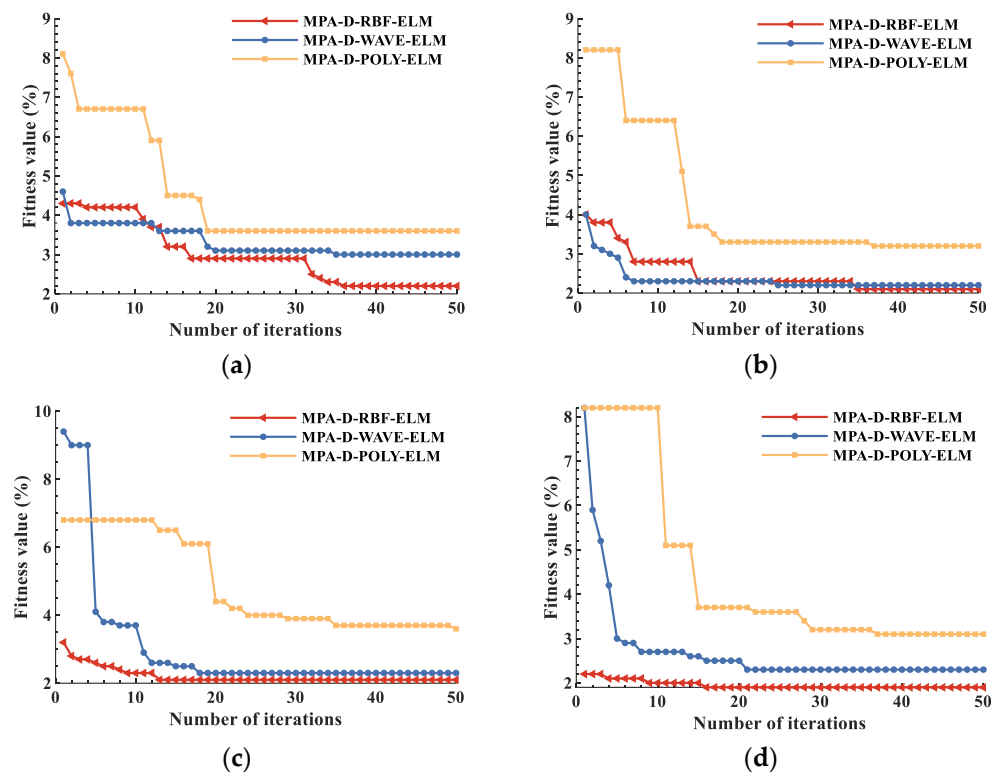 MPA-D-RBF-ELM
MPA-D-WAVE-ELM
MPA-D-POLY-ELM
Fitness value (%)
9
8
7
6
5
4
3
2
0 10 20 30 40 50
Number of iterations
(a)
MPA-D-RBF-ELM
MPA-D-WAVE-ELM
MPA-D-POLY-ELM
Fitness value (%)
9
8
7
6
5
4
3
2
0 10 20 30 40 50
Number of iterations
(b)
MPA-D-RBF-ELM
MPA-D-WAVE-ELM
MPA-D-POLY-ELM
Fitness value (%)
10
8
6
4
2
0 10 20 30 40 50
Number of iterations
(c)
MPA-D-RBF-ELM
MPA-D-WAVE-ELM
MPA-D-POLY-ELM
Fitness value (%)
8
7
6
5
4
3
2
0 10 20 30 40 50
Number of iterations
(d)